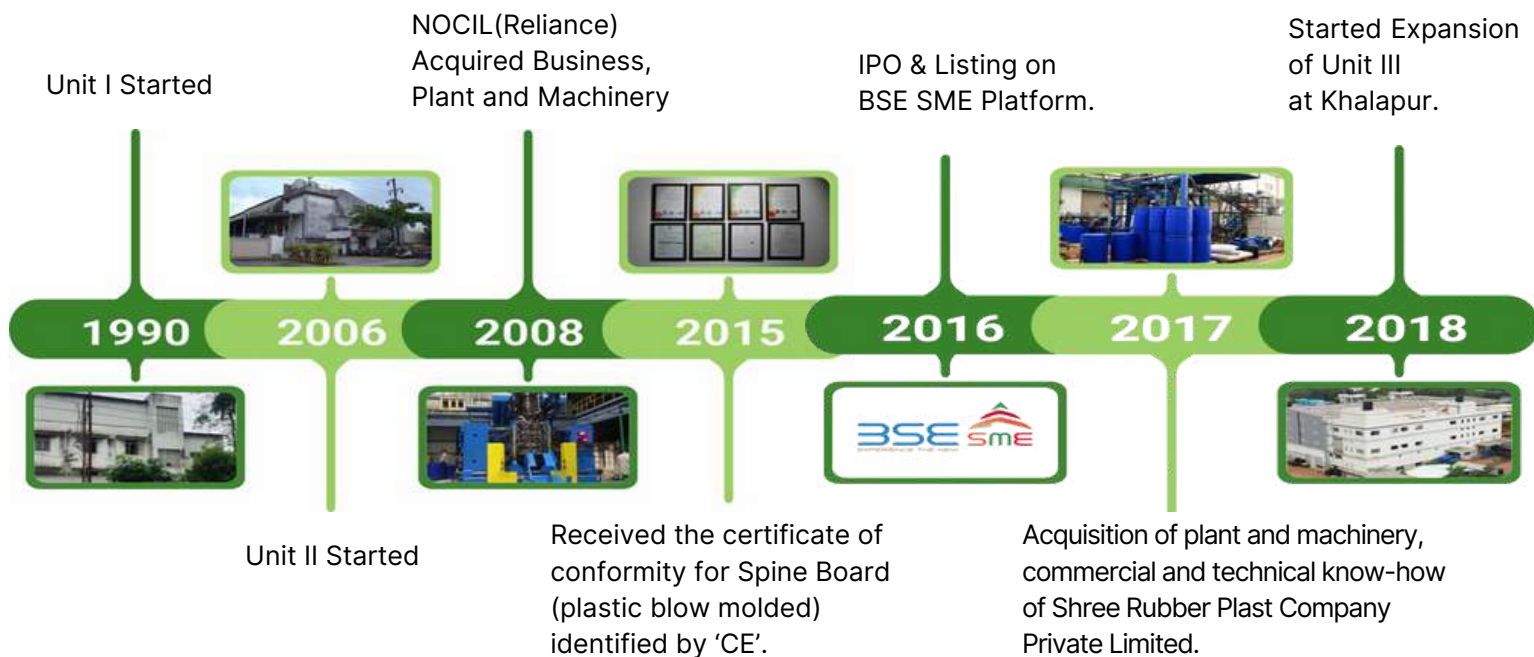 Unit I Started
NOCIL(Reliance)
Acquired Business,
Plant and Machinery
IPO & Listing on
BSE SME Platform.
Started Expansion
of Unit III
at Khalapur.
1990
2006
2008
2015
2016
2017
2018
BSE SME
EXPERIENCE THE NEW
Unit II Started
Received the certificate of
conformity for Spine Board
(plastic blow molded)
identified by ‘CE’.
Acquisition of plant and machinery,
commercial and technical know-how
of Shree Rubber Plast Company
Private Limited.